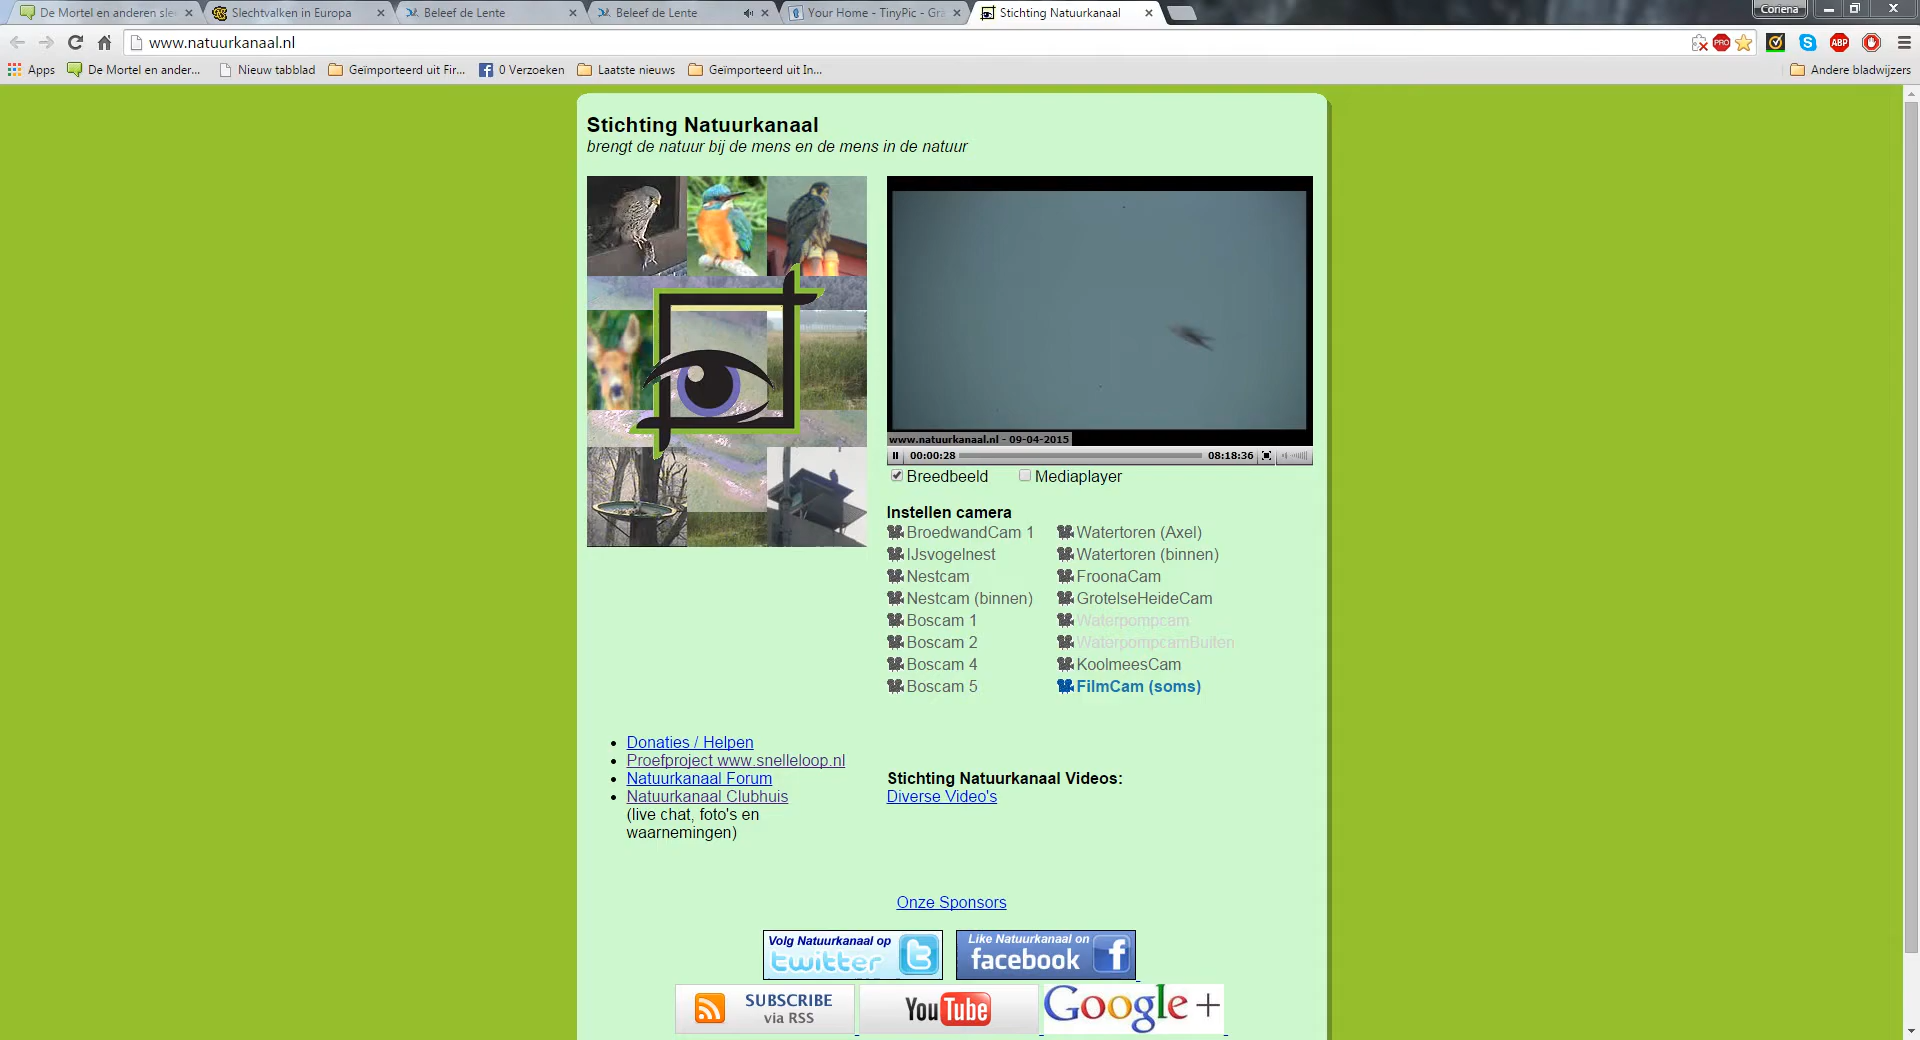 De Mortel en anderen sle
Slechtvalken in Europa
Beleef de Lente
Beleef de Lente
Your Home - TinyPic - Gra
Stichting Natuurkanaal
Coriena
www.natuurkanaal.nl
PRO
ABP
Apps
De Mortel en ander...
Nieuw tabblad
Geïmporteerd uit Fir...
0 Verzoeken
Laatste nieuws
Geïmporteerd uit In...
Andere bladwijzers
Stichting Natuurkanaal
brengt de natuur bij de mens en de mens in de natuur
www.natuurkanaal.nl - 09-04-2015
00:00:28
08:18:36
Breedbeeld
Mediaplayer
Instellen camera
BroedwandCam 1
IJsvogelnest
Nestcam
Nestcam (binnen)
Boscam 1
Boscam 2
Boscam 4
Boscam 5
Watertoren (Axel)
Watertoren (binnen)
FroonaCam
GrotelseHeideCam
Waterpompcam
WaterpompcamBuiten
KoolmeesCam
FilmCam (soms)
Donaties / Helpen
Proefproject www.snelleloop.nl
Natuurkanaal Forum
Natuurkanaal Clubhuis
(live chat, foto's en
waarnemingen)
Stichting Natuurkanaal Videos:
Diverse Video's
Onze Sponsors
Volg Natuurkanaal op
twitter
Like Natuurkanaal on
facebook
SUBSCRIBE
via RSS
YouTube
Google+